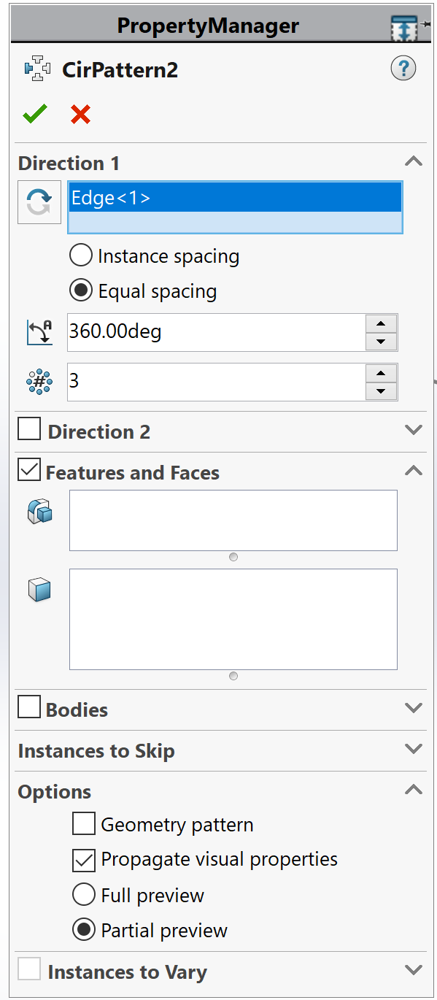 PropertyManager
CirPattern2
?
Direction 1
Edge<1>
Instance spacing
Equal spacing
A
360.00deg
#
3
Direction 2
Features and Faces
Bodies
Instances to Skip
Options
Geometry pattern
Propagate visual properties
Full preview
Partial preview
Instances to Vary